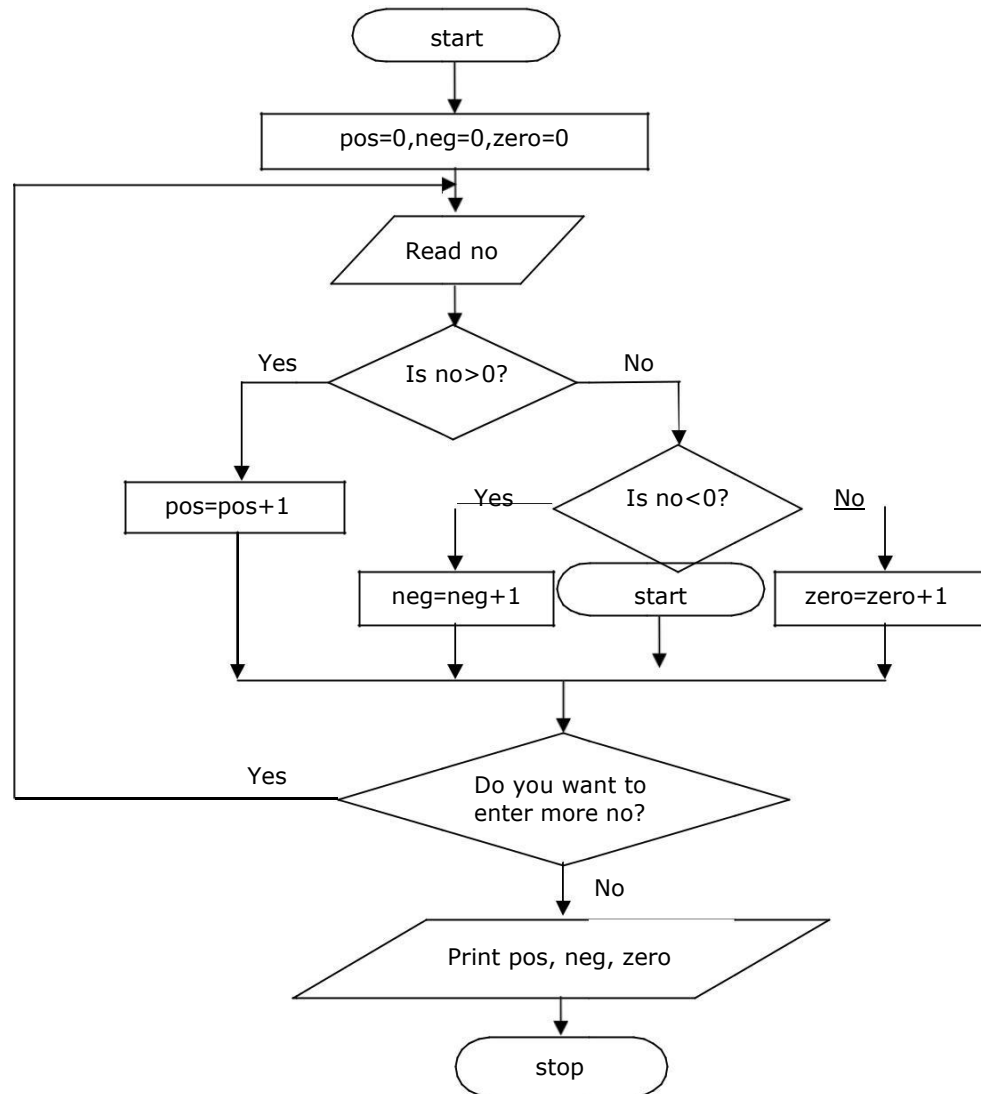 start
pos=0,neg=0,zero=0
Read no
Yes
Is no>0?
No
pos=pos+1
Yes
Is no<0?
No
neg=neg+1
start
zero=zero+1
Yes
Do you want to
enter more no?
No
Print pos, neg, zero
stop